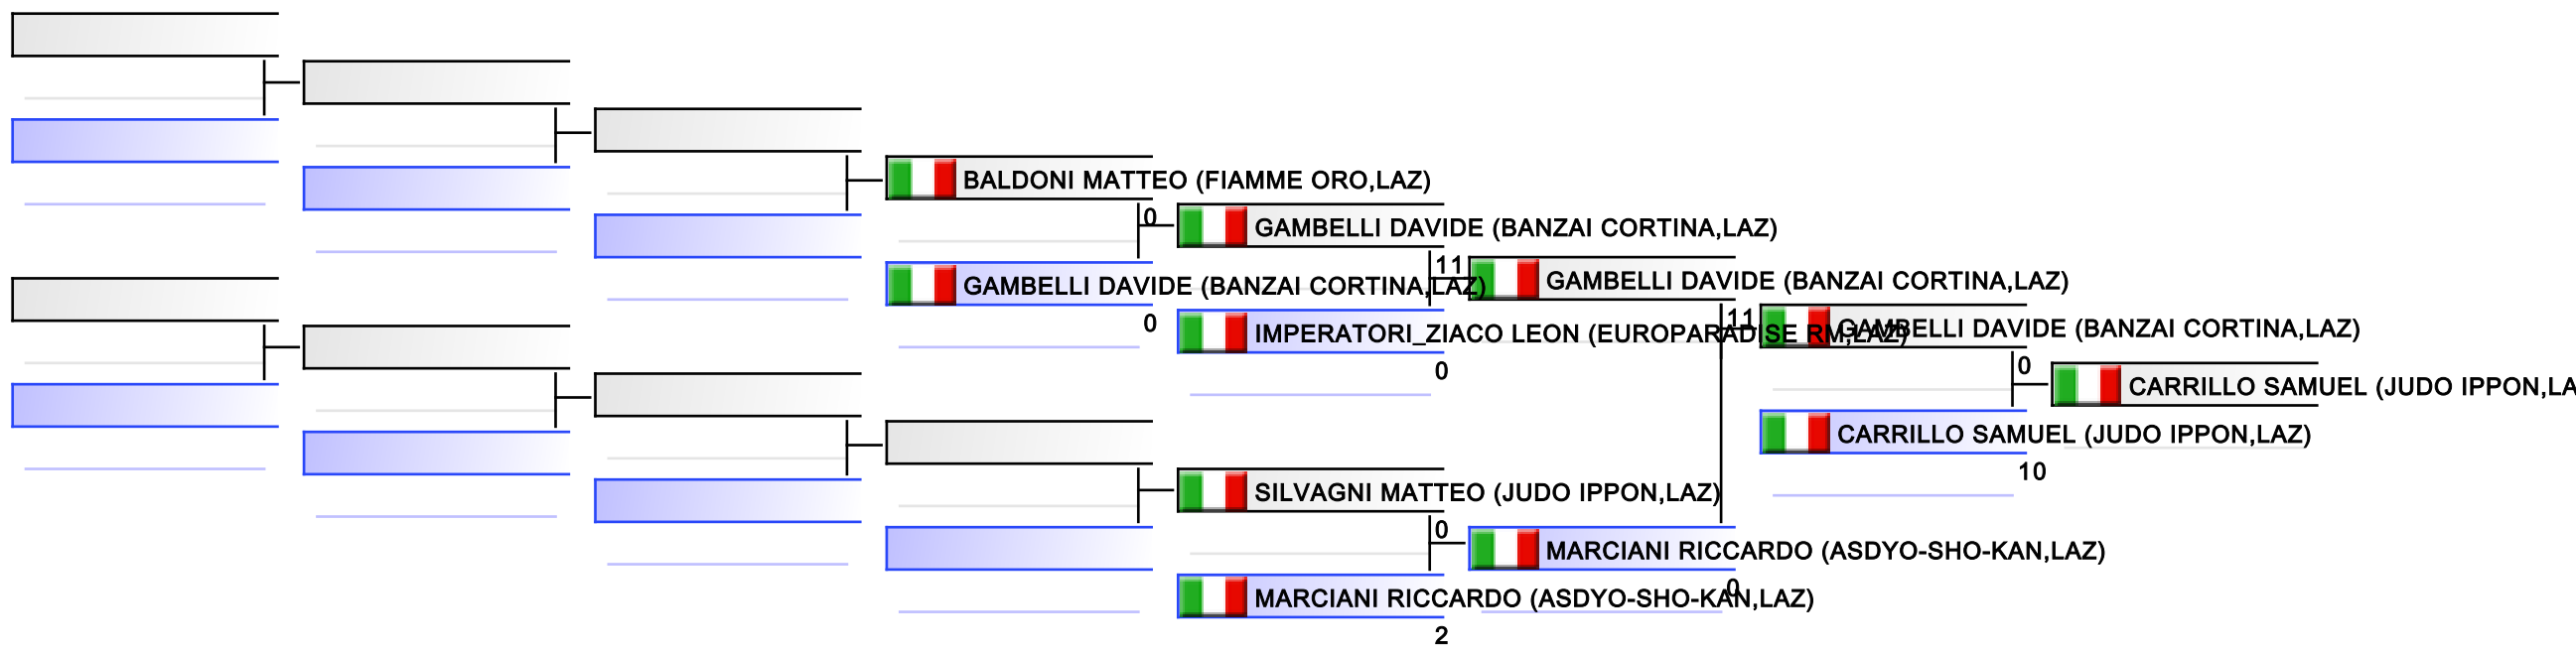 BALDONI MATTEO (FIAMME ORO,LAZ)
0
GAMBELLI DAVIDE (BANZAI CORTINA,LAZ)
0
GAMBELLI DAVIDE (BANZAI CORTINA,LAZ)
11
IMPERATORI_ZIACO LEON (EUROPARADISE RM,LAZ)
0
SILVAGNI MATTEO (JUDO IPPON,LAZ)
0
MARCIANI RICCARDO (ASDYO-SHO-KAN,LAZ)
2
GAMBELLI DAVIDE (BANZAI CORTINA,LAZ)
11
MARCIANI RICCARDO (ASDYO-SHO-KAN,LAZ)
0
GAMBELLI DAVIDE (BANZAI CORTINA,LAZ)
0
CARRILLO SAMUEL (JUDO IPPON,LAZ)
10
CARRILLO SAMUEL (JUDO IPPON,LA